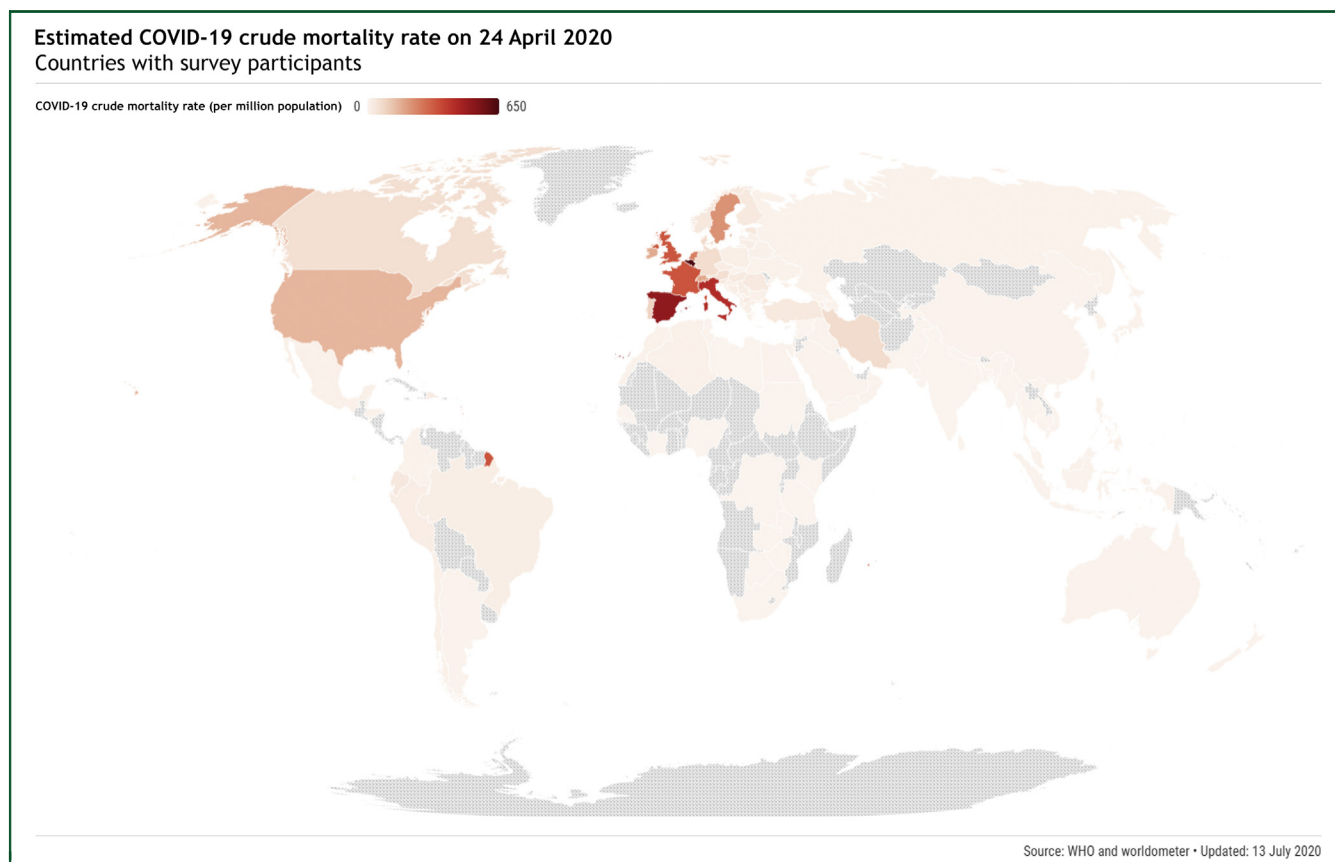 Estimated COVID-19 crude mortality rate on 24 April 2020
Countries with survey participants
COVID-19 crude mortality rate (per million population) 0 650
Source: WHO and worldometer • Updated: 13 July 2020